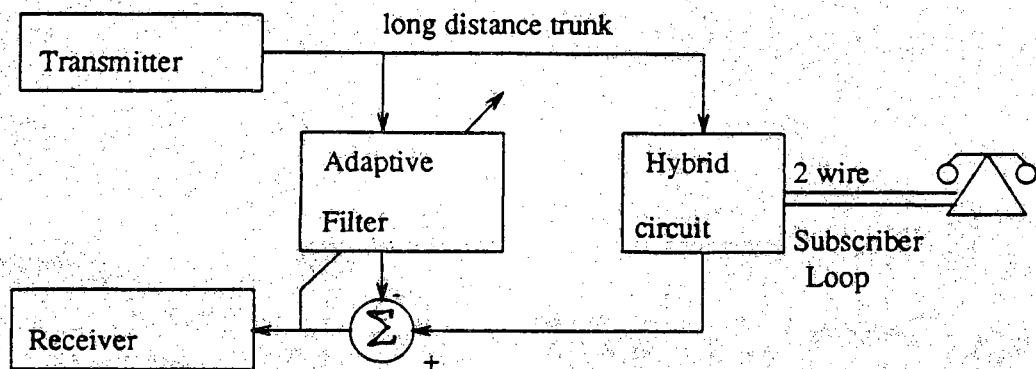 long distance trunk
Transmitter
Adaptive
Filter
Hybrid
circuit
2 wire
Subscriber
Loop
-
Σ
+
Receiver